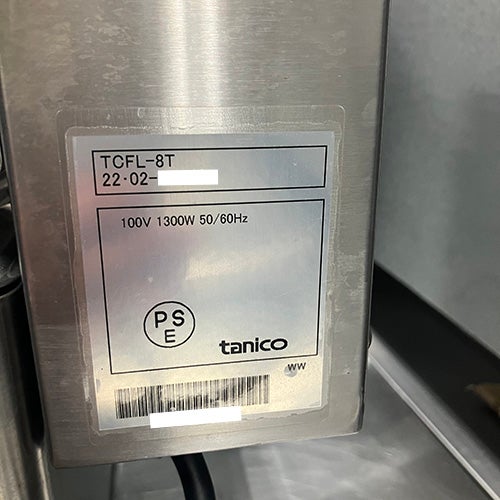 TCFL-8T
22·02-
100V 1300W 50/60Hz
PS
E
tanico
WW